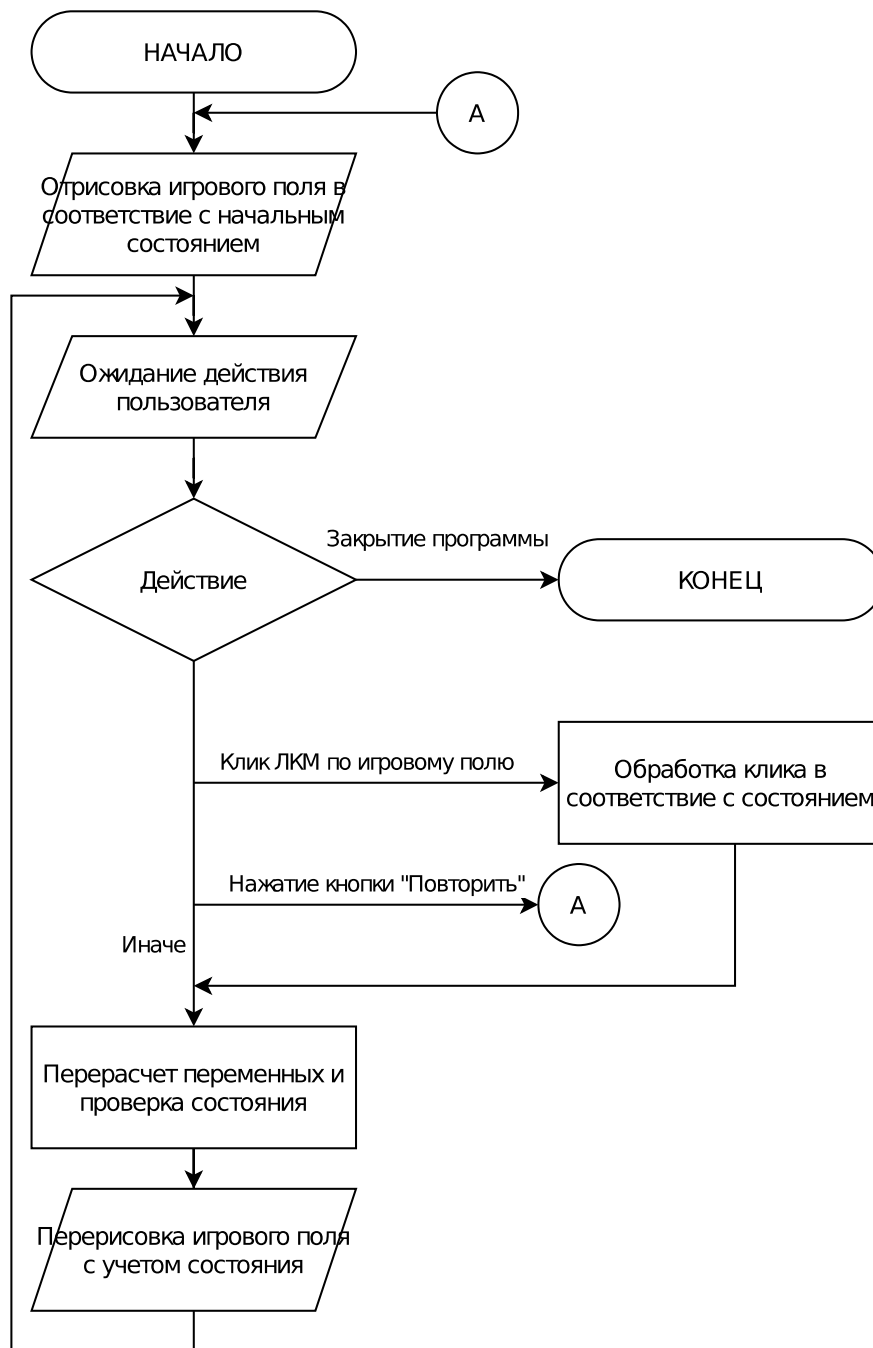 НАЧАЛО
А
Отрисовка игрового поля в
соответствие с начальным
состоянием
Ожидание действия
пользователя
Действие
Закрытие программы
КОНЕЦ
Клик ЛКМ по игровому полю
Обработка клика в
соответствие с состоянием
Нажатие кнопки "Повторить"
А
Иначе
Перерасчет переменных и
проверка состояния
Перерисовка игрового поля
с учетом состояния